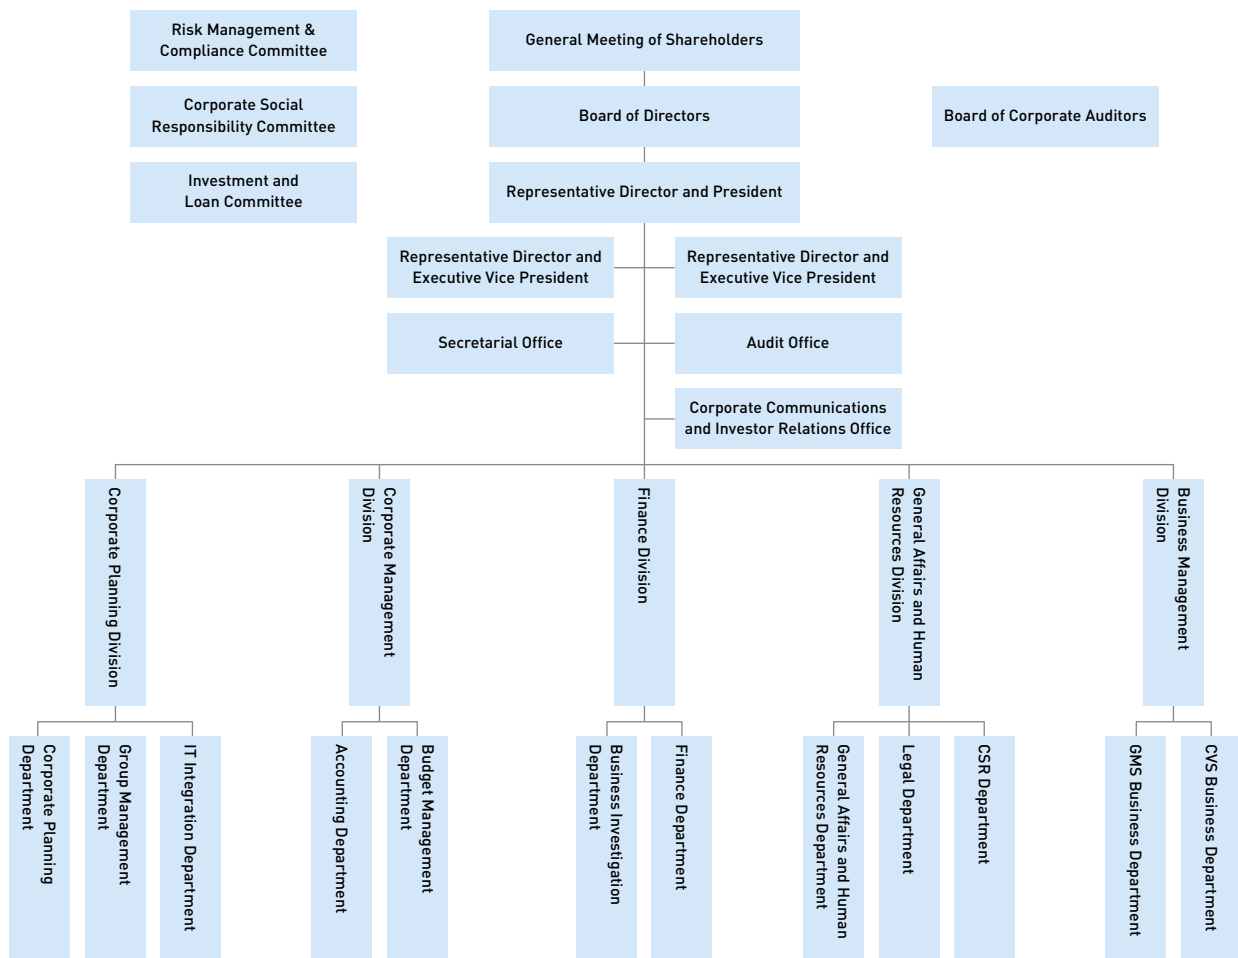 Risk Management &
Compliance Committee
General Meeting of Shareholders
Corporate Social
Responsibility Committee
Board of Directors
Board of Corporate Auditors
Investment and
Loan Committee
Representative Director and President
Representative Director and
Executive Vice President
Representative Director and
Executive Vice President
Secretarial Office
Audit Office
Corporate Communications
and Investor Relations Office
Corporate Planning Division
Corporate Management
Division
Finance Division
General Affairs and Human
Resources Division
Business Management
Division
Corporate Planning
Department
Group Management
Department
IT Integration Department
Accounting Department
Budget Management
Department
Business Investigation
Department
Finance Department
General Affairs and Human
Resources Department
Legal Department
CSR Department
GMS Business Department
CVS Business Department